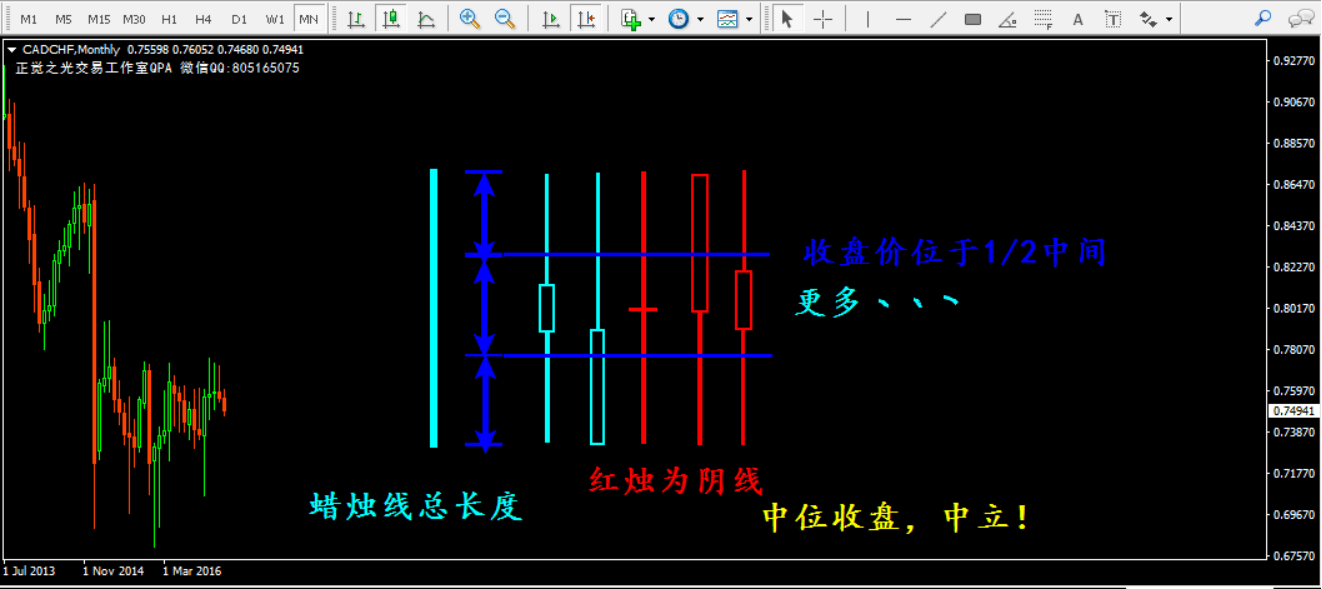 M1 M5 M15 M30 H1 H4 D1 W1 MN
F A T
CADCHF,Monthly 0.75598 0.76052 0.74680 0.74941
正觉之光交易工作室QPA 微信QQ:805165075
0.92770
0.90670
0.88570
0.86470
0.84370
收盘价位于1/2中间
0.82270
更多、、、
0.80170
0.78070
0.75970
0.74941
0.73870
红烛为阴线
0.71770
蜡烛线总长度
中位收盘，中立!
0.69670
0.67570
1 Jul 2013 1 Nov 2014 1 Mar 2016